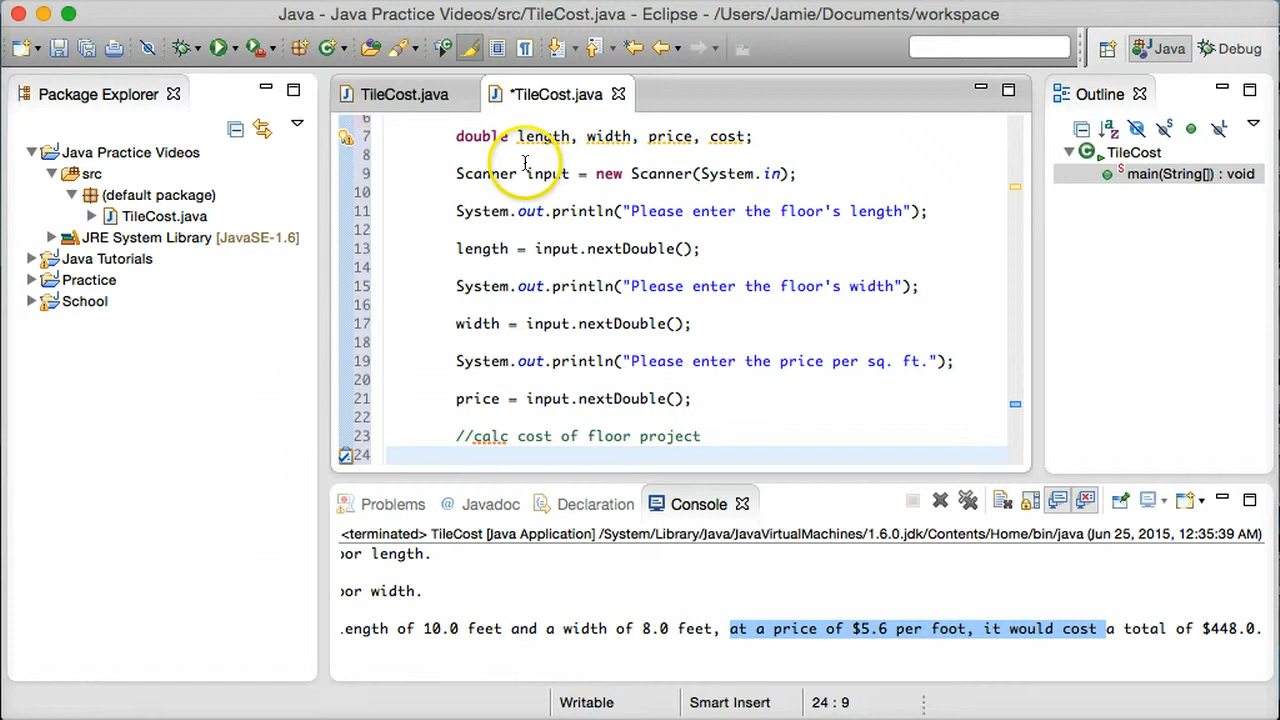 Java - Java Practice Videos/src/TileCost.java - Eclipse - /Users/Jamie/Documents/workspace
Java
Debug
Package Explorer
Java Practice Videos
src
(default package)
TileCost.java
JRE System Library [JavaSE-1.6]
Java Tutorials
Practice
School
TileCost.java
*TileCost.java
6
7 double length, width, price, cost;
8
9 Scanner input = new Scanner(System.in);
10
11 System.out.println("Please enter the floor's length");
12
13 length = input.nextDouble();
14
15 System.out.println("Please enter the floor's width");
16
17 width = input.nextDouble();
18
19 System.out.println("Please enter the price per sq. ft.");
20
21 price = input.nextDouble();
22
23 //calc cost of floor project
24
Outline
TileCost
main(String[]) : void
Problems
@ Javadoc
Declaration
Console
<terminated> TileCost [Java Application] /System/Library/Java/JavaVirtualMachines/1.6.0.jdk/Contents/Home/bin/java (Jun 25, 2015, 12:35:39 AM)
oor length.
oor width.
ength of 10.0 feet and a width of 8.0 feet, at a price of $5.6 per foot, it would cost a total of $448.0.
Writable
Smart Insert
24 : 9